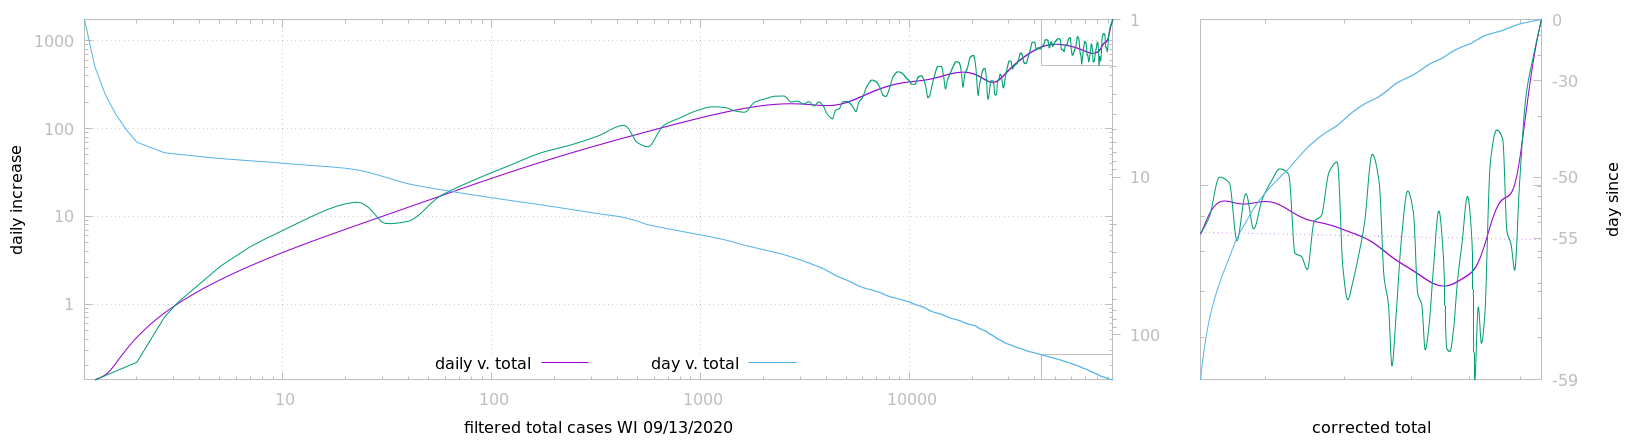 1000
100
10
1
daily increase
daily v. total
day v. total
10
100
1000
10000
filtered total cases WI 09/13/2020
1
10
100
0
-30
-50
-55
-59
day since
corrected total